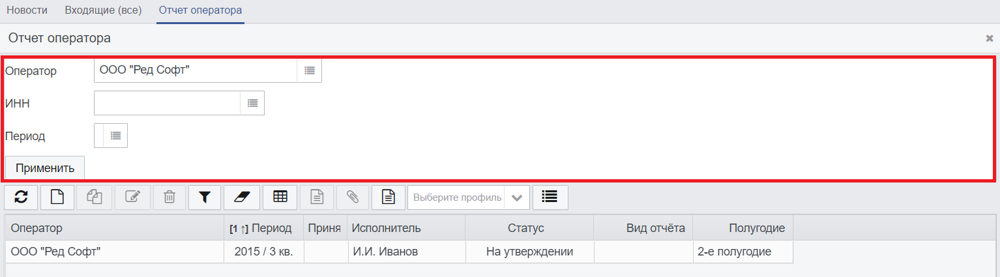 Новости Входящие (все) Отчет оператора
Отчет оператора
Оператор ООО "Ред Софт"
ИНН
Период
Применить
Выберите профиль
Оператор [1 ↑] Период Приня Исполнитель Статус Вид отчёта Полугодие
ООО "Ред Софт" 2015 / 3 кв. И.И. Иванов На утверждении 2-е полугодие